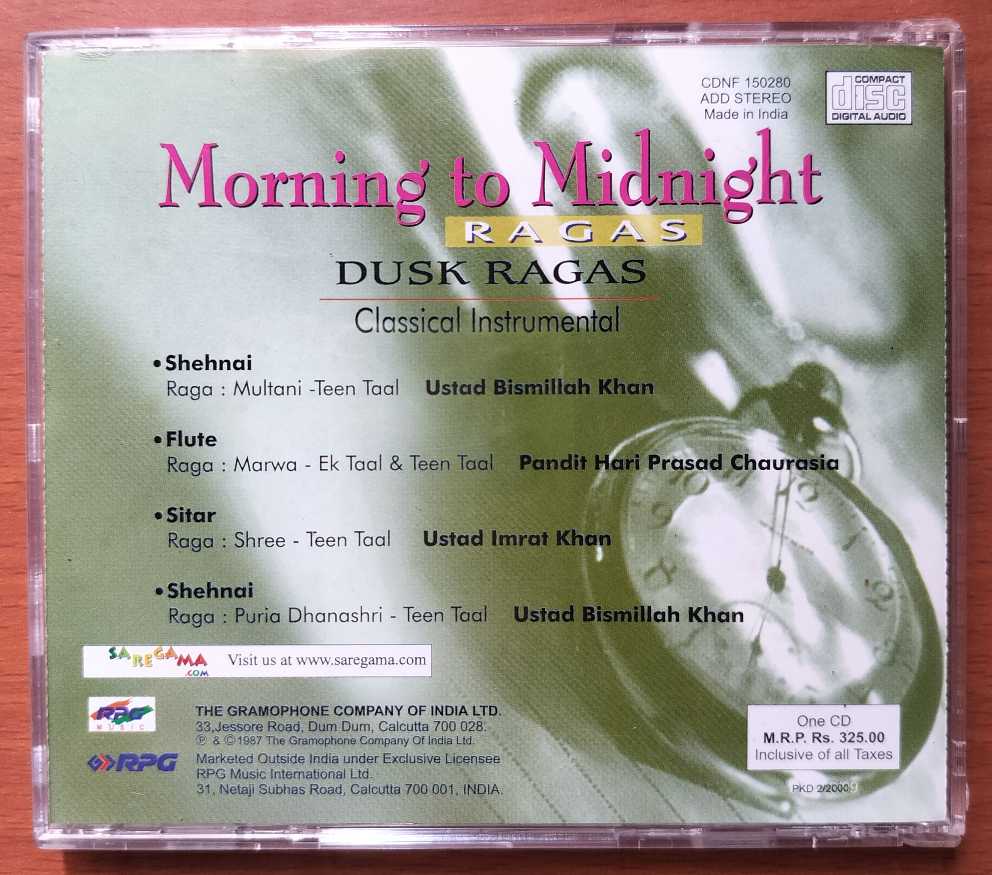 CDNF 150280
ADD STEREO
Made in India
COMPACT
disc
DIGITAL AUDIO
Morning to Midnight
RAGAS
DUSK RAGAS
Classical Instrumental
• Shehnai
Raga : Multani -Teen Taal Ustad Bismillah Khan
• Flute
Raga : Marwa - Ek Taal & Teen Taal Pandit Hari Prasad Chaurasia
• Sitar
Raga : Shree - Teen Taal Ustad Imrat Khan
• Shehnai
Raga : Puria Dhanashri - Teen Taal Ustad Bismillah Khan
SAREGAMA
.COM
Visit us at www.saregama.com
RPG
MUSIC
THE GRAMOPHONE COMPANY OF INDIA LTD.
33,Jessore Road, Dum Dum, Calcutta 700 028.
℗ & © 1987 The Gramophone Company Of India Ltd.
RPG
Marketed Outside India under Exclusive Licensee
RPG Music International Ltd.
31, Netaji Subhas Road, Calcutta 700 001, INDIA.
One CD
M.R.P. Rs. 325.00
Inclusive of all Taxes
PKD 2/2000